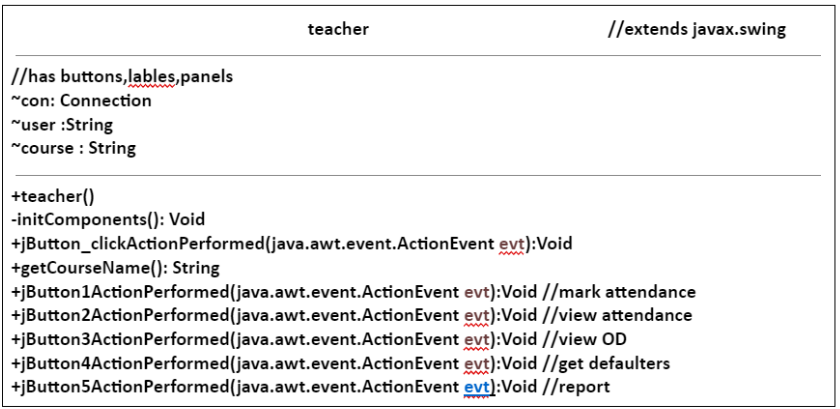 teacher //extends javax.swing
//has buttons,lables,panels
~con: Connection
~user :String
~course : String
+teacher()
-initComponents(): Void
+jButton_clickActionPerformed(java.awt.event.ActionEvent evt):Void
+getCourseName(): String
+jButton1ActionPerformed(java.awt.event.ActionEvent evt):Void //mark attendance
+jButton2ActionPerformed(java.awt.event.ActionEvent evt):Void //view attendance
+jButton3ActionPerformed(java.awt.event.ActionEvent evt):Void //view OD
+jButton4ActionPerformed(java.awt.event.ActionEvent evt):Void //get defaulters
+jButton5ActionPerformed(java.awt.event.ActionEvent evt):Void //report